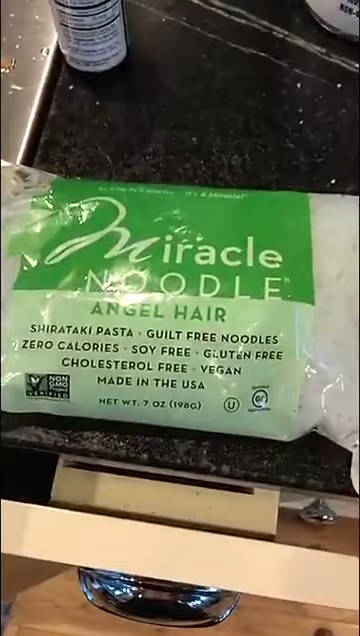 It's A Miracle!
Miracle
NOODLE®
ANGEL HAIR
SHIRATAKI PASTA · GUILT FREE NOODLES
ZERO CALORIES · SOY FREE · GLUTEN FREE
CHOLESTEROL FREE · VEGAN
MADE IN THE USA
NON
GMO
VERIFIED
NET WT. 7 OZ (198G)
U
GF